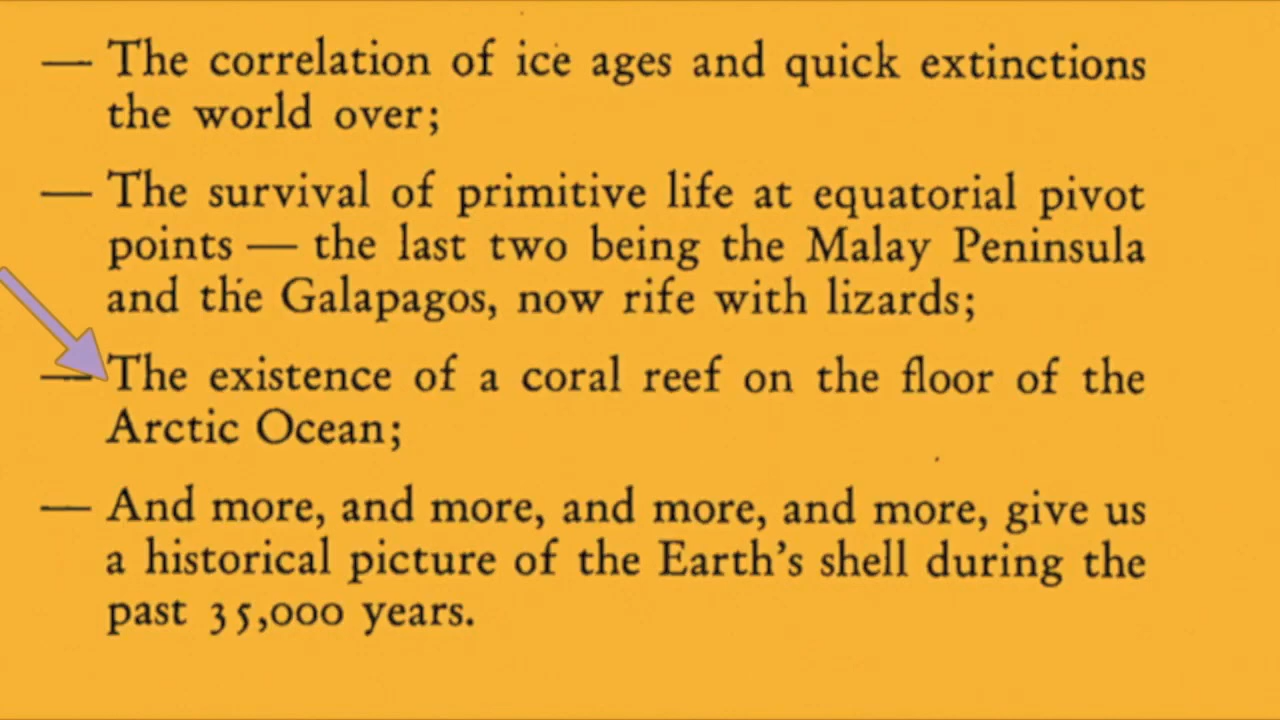 — The correlation of ice ages and quick extinctions
the world over;
— The survival of primitive life at equatorial pivot
points — the last two being the Malay Peninsula
and the Galapagos, now rife with lizards;
— The existence of a coral reef on the floor of the
Arctic Ocean;
— And more, and more, and more, and more, give us
a historical picture of the Earth’s shell during the
past 35,000 years.